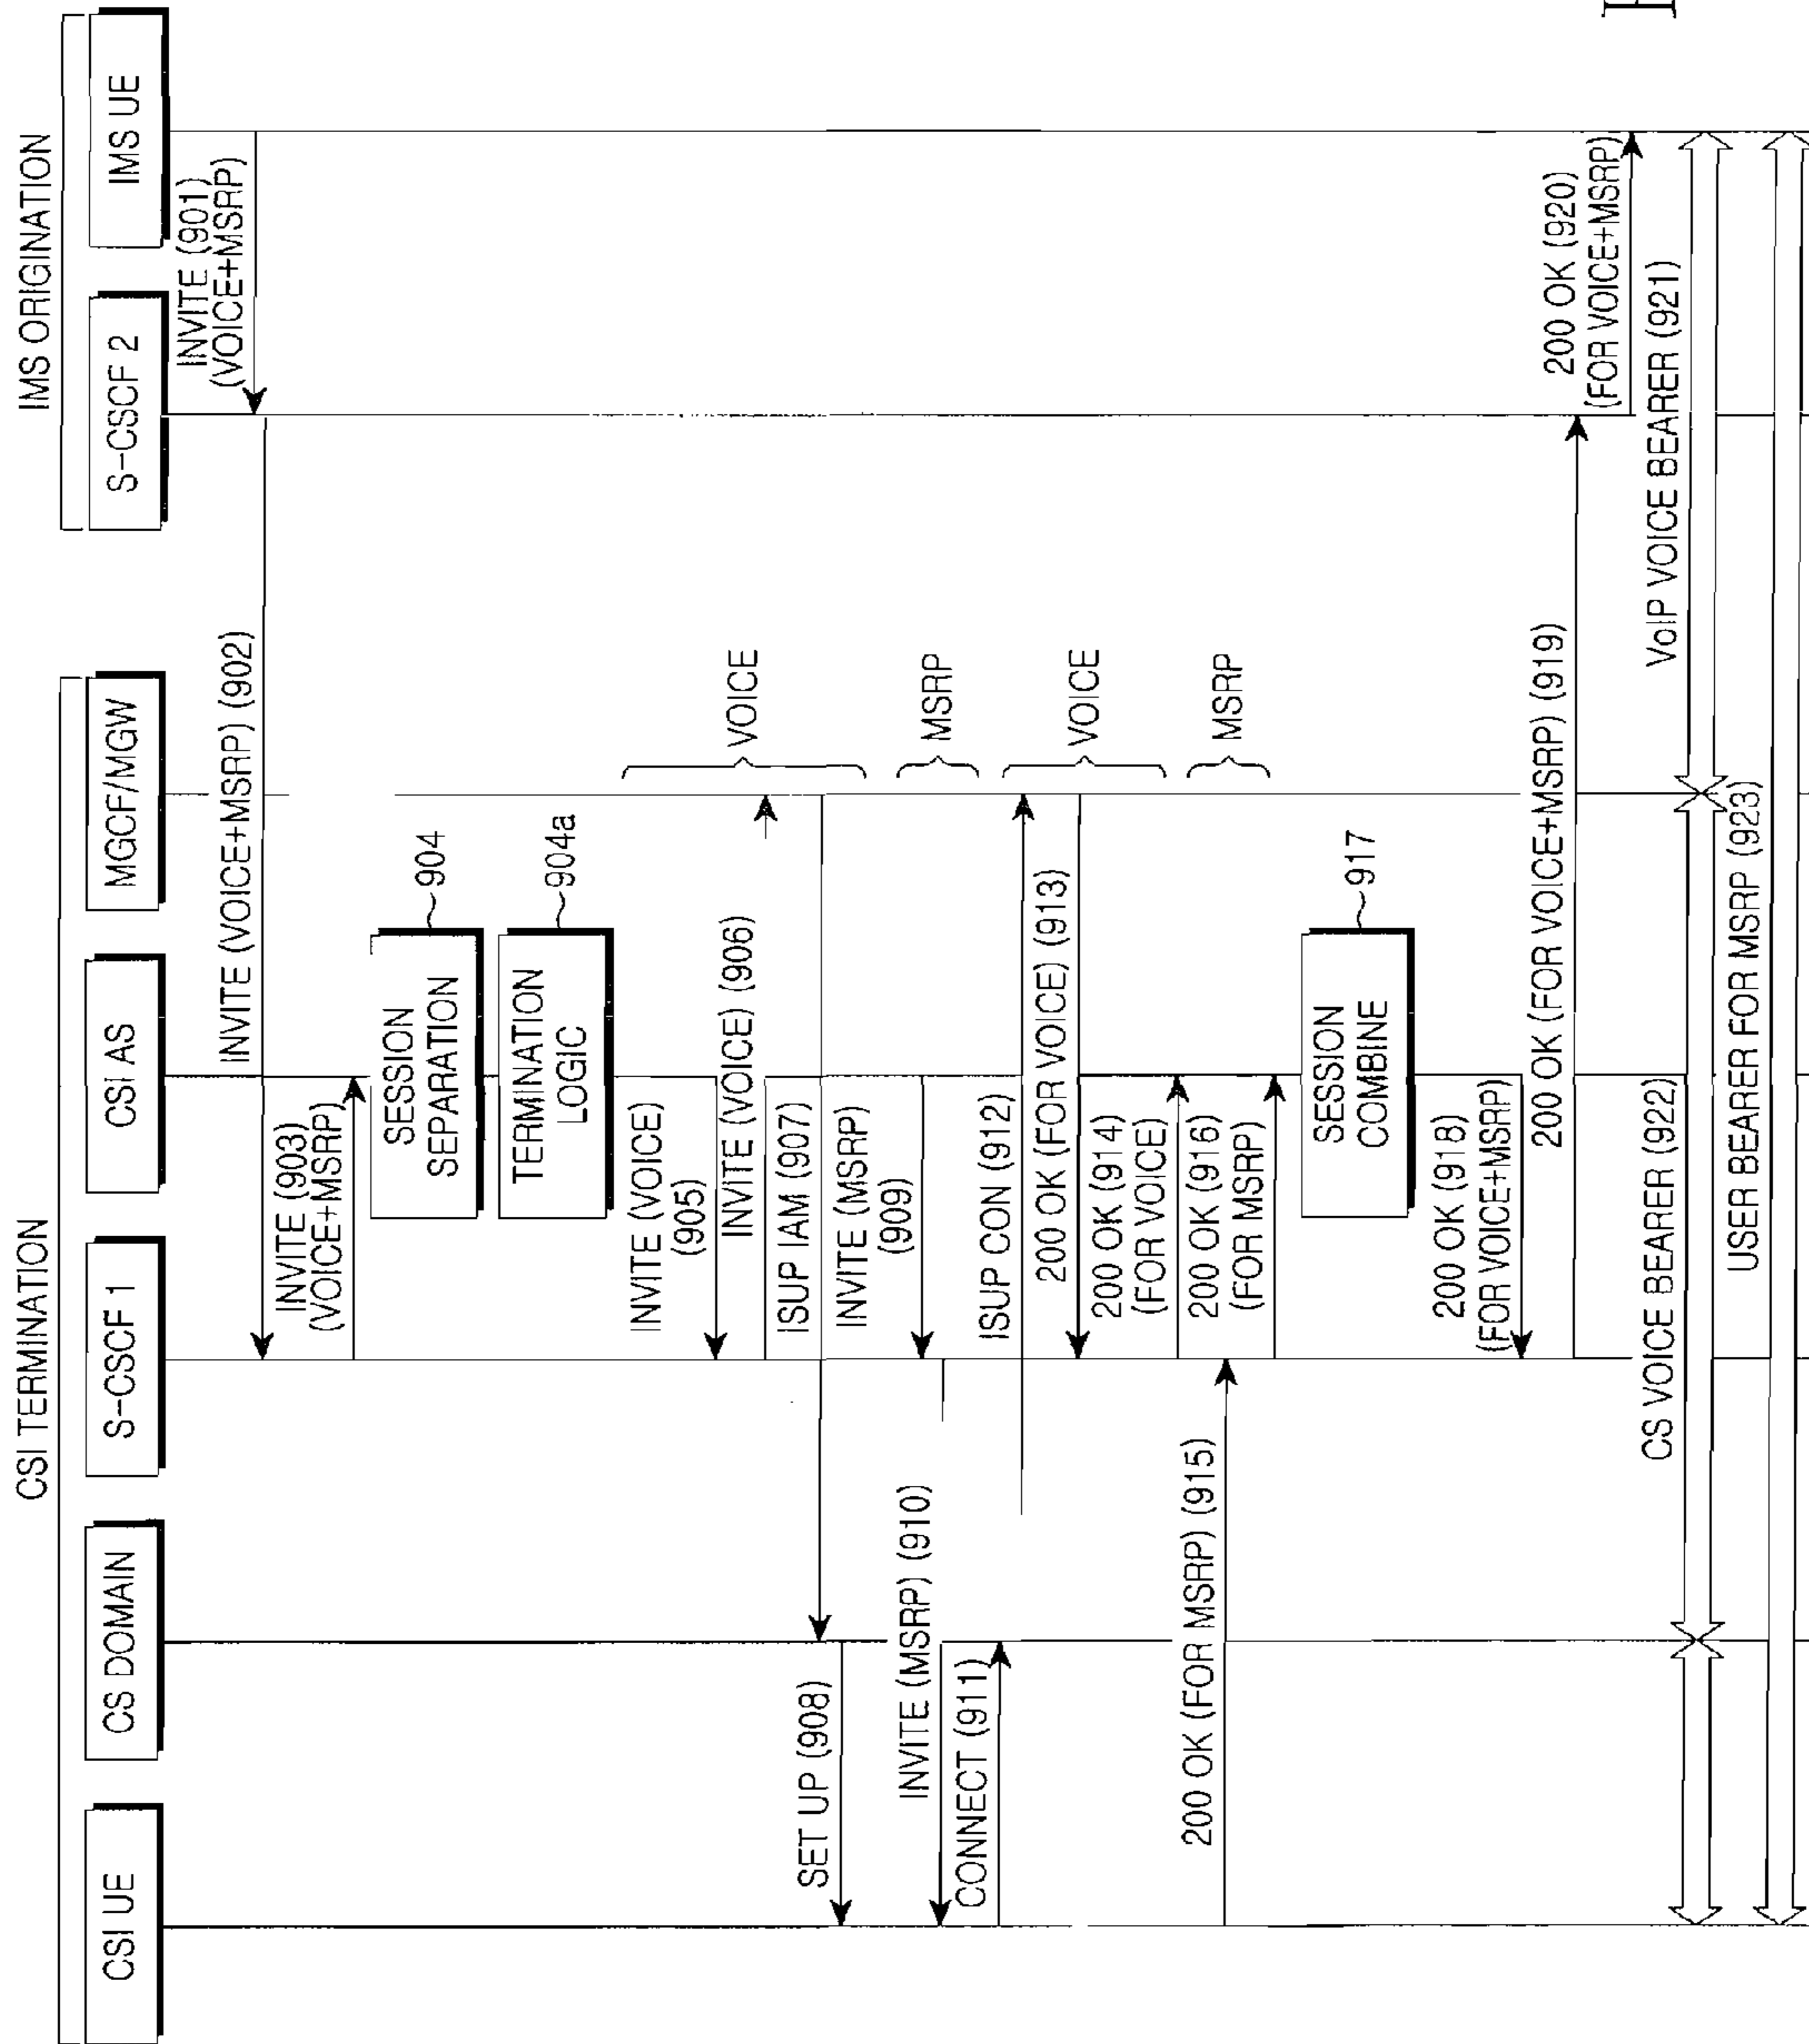 CSI TERMINATION
IMS ORIGINATION
CSI UE
CS DOMAIN
S-CSCF 1
CSI AS
MGCF/MGW
S-CSCF 2
IMS UE
INVITE (901)
(VOICE+MSRP)
INVITE (VOICE+MSRP) (902)
INVITE (903)
(VOICE+MSRP)
SESSION
SEPARATION
904
TERMINATION
LOGIC
904a
INVITE (VOICE)
(905)
INVITE (VOICE) (906)
ISUP IAM (907)
VOICE
SET UP (908)
INVITE (MSRP)
(909)
INVITE (MSRP) (910)
MSRP
CONNECT (911)
ISUP CON (912)
200 OK (FOR VOICE) (913)
VOICE
200 OK (914)
(FOR VOICE)
200 OK (FOR MSRP) (915)
200 OK (916)
(FOR MSRP)
MSRP
SESSION
COMBINE
917
200 OK (918)
(FOR VOICE+MSRP)
200 OK (FOR VOICE+MSRP) (919)
200 OK (920)
(FOR VOICE+MSRP)
VoIP VOICE BEARER (921)
CS VOICE BEARER (922)
USER BEARER FOR MSRP (923)